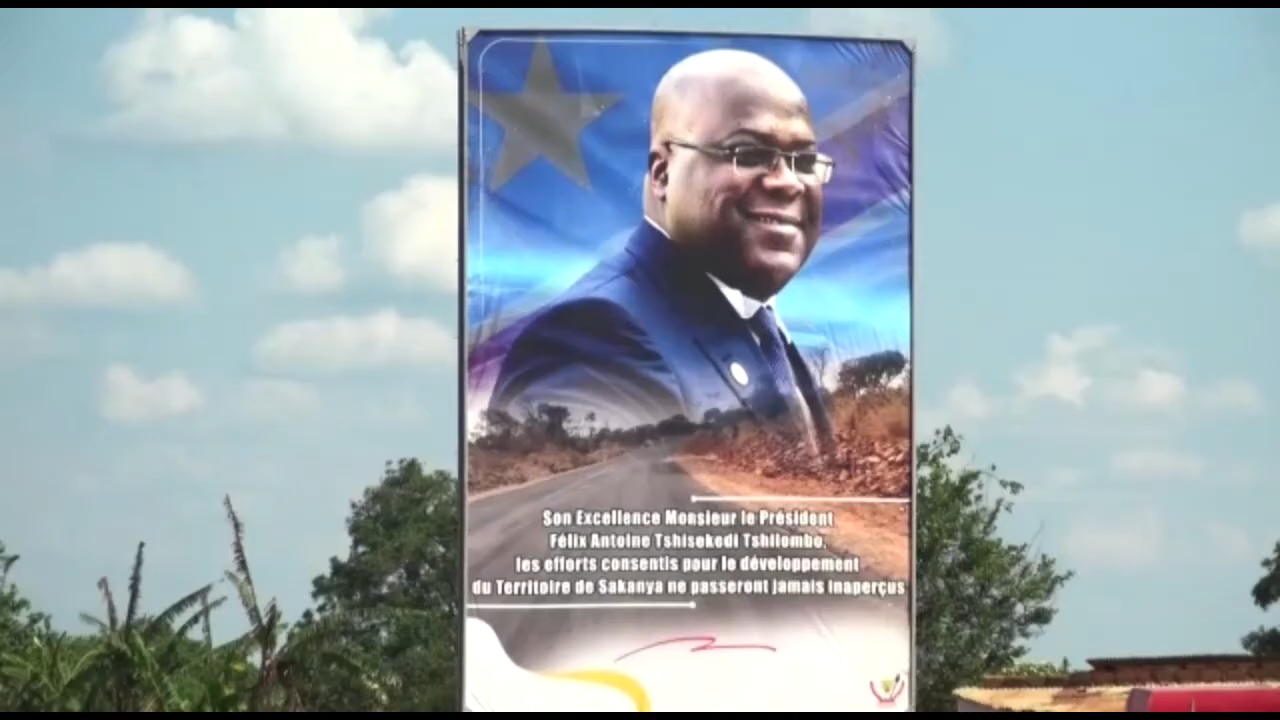 Son Excellence Monsieur le Président
Félix Antoine Tshisekedi Tshilombo,
les efforts consentis pour le développement
du Territoire de Sakanya ne passeront jamais inaperçus